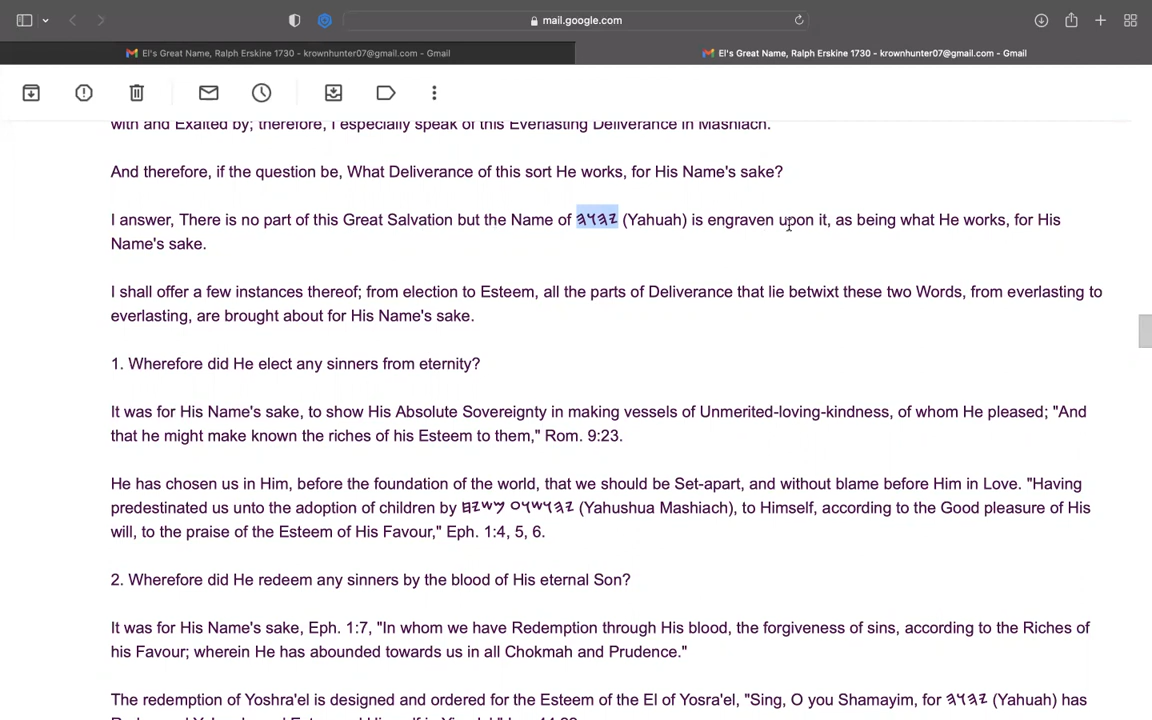 mail.google.com
El's Great Name, Ralph Erskine 1730 - krownhunter07@gmail.com - Gmail
El's Great Name, Ralph Erskine 1730 - krownhunter07@gmail.com - Gmail
with and Exalted by; therefore, I especially speak of this Everlasting Deliverance in Mashiach.
And therefore, if the question be, What Deliverance of this sort He works, for His Name's sake?
I answer, There is no part of this Great Salvation but the Name of 𐤉𐤄𐤅𐤄 (Yahuah) is engraven upon it, as being what He works, for His
Name's sake.
I shall offer a few instances thereof; from election to Esteem, all the parts of Deliverance that lie betwixt these two Words, from everlasting to
everlasting, are brought about for His Name's sake.
1. Wherefore did He elect any sinners from eternity?
It was for His Name's sake, to show His Absolute Sovereignty in making vessels of Unmerited-loving-kindness, of whom He pleased; "And
that he might make known the riches of his Esteem to them," Rom. 9:23.
He has chosen us in Him, before the foundation of the world, that we should be Set-apart, and without blame before Him in Love. "Having
predestinated us unto the adoption of children by 𐤉𐤄𐤅𐤔𐤅𐤏 𐤌𐤔𐤉𐤇 (Yahushua Mashiach), to Himself, according to the Good pleasure of His
will, to the praise of the Esteem of His Favour," Eph. 1:4, 5, 6.
2. Wherefore did He redeem any sinners by the blood of His eternal Son?
It was for His Name's sake, Eph. 1:7, "In whom we have Redemption through His blood, the forgiveness of sins, according to the Riches of
his Favour; wherein He has abounded towards us in all Chokmah and Prudence."
The redemption of Yoshra'el is designed and ordered for the Esteem of the El of Yosra'el, "Sing, O you Shamayim, for 𐤉𐤄𐤅𐤄 (Yahuah) has